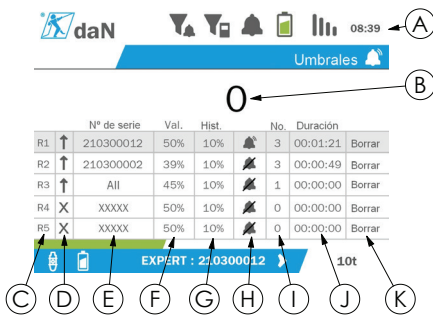 daN 08:39 A
Umbrales
0 B
Nº de serie Val. Hist. No. Duración
R1 ↑ 210300012 50% 10% 3 00:01:21 Borrar
R2 ↑ 210300002 39% 10% 3 00:00:49 Borrar
R3 ↑ All 45% 10% 1 00:00:00 Borrar
R4 X XXXXX 50% 10% 0 00:00:00 Borrar
R5 X XXXXX 50% 10% 0 00:00:00 Borrar
EXPERT : 210300012 10t
C D E F G H I J K